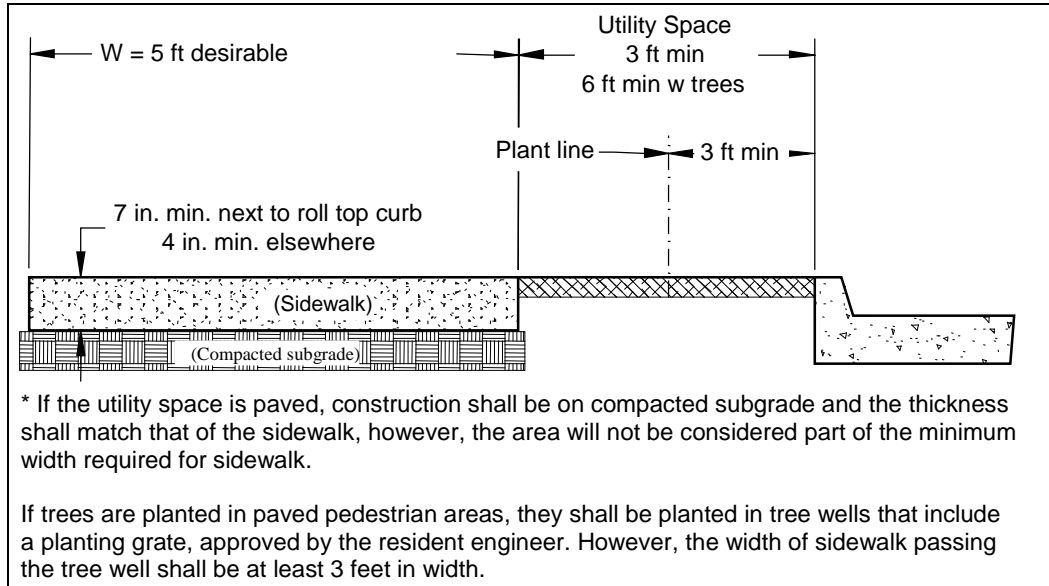 W = 5 ft desirable
Utility Space
3 ft min
6 ft min w trees
Plant line
3 ft min
7 in. min. next to roll top curb
4 in. min. elsewhere
(Sidewalk)
(Compacted subgrade)
* If the utility space is paved, construction shall be on compacted subgrade and the thickness
shall match that of the sidewalk, however, the area will not be considered part of the minimum
width required for sidewalk.
If trees are planted in paved pedestrian areas, they shall be planted in tree wells that include
a planting grate, approved by the resident engineer. However, the width of sidewalk passing
the tree well shall be at least 3 feet in width.